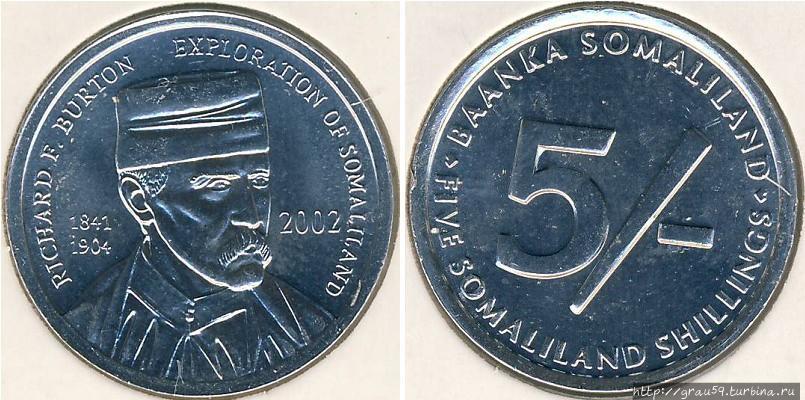 RICHARD F. BURTON EXPLORATION OF SOMALILAND
1841
1904
2002
BAANKA SOMALILAND
5/-
FIVE SOMALILAND SHILLINGS
http://grau59.turbina.ru